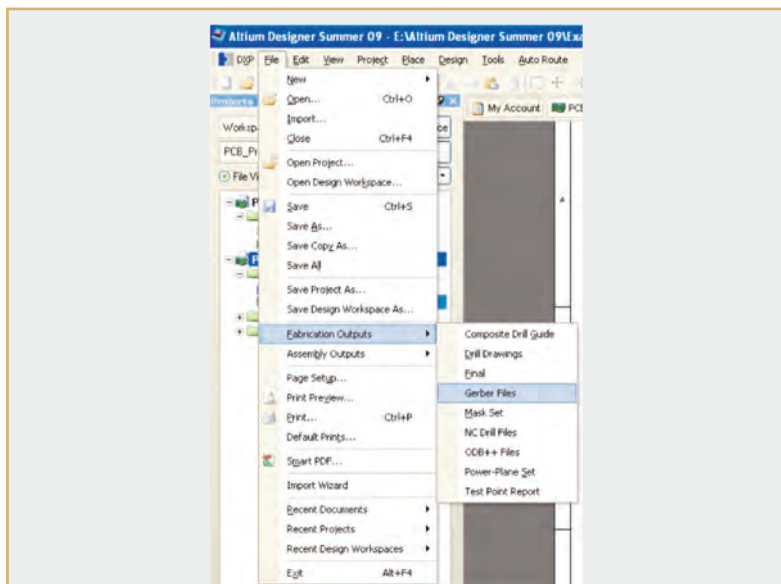 Altium Designer Summer 09 - E:\Altium Designer Summer 09\Exa
DXP File Edit View Project Place Design Tools Auto Route
Projects
My Account PCB
Worksp
ce
PCB_Pr
File Vi
New
Open... Ctrl+O
Import...
Close Ctrl+F4
Open Project...
Open Design Workspace...
Save Ctrl+S
Save As...
Save Copy As...
Save All
Save Project As...
Save Design Workspace As...
Fabrication Outputs
Assembly Outputs
Page Setup...
Print Preview...
Print... Ctrl+P
Default Prints...
Smart PDF...
Import Wizard
Recent Documents
Recent Projects
Recent Design Workspaces
Exit Alt+F4
Composite Drill Guide
Drill Drawings
Final
Gerber Files
Mask Set
NC Drill Files
ODB++ Files
Power-Plane Set
Test Point Report
P
P
A